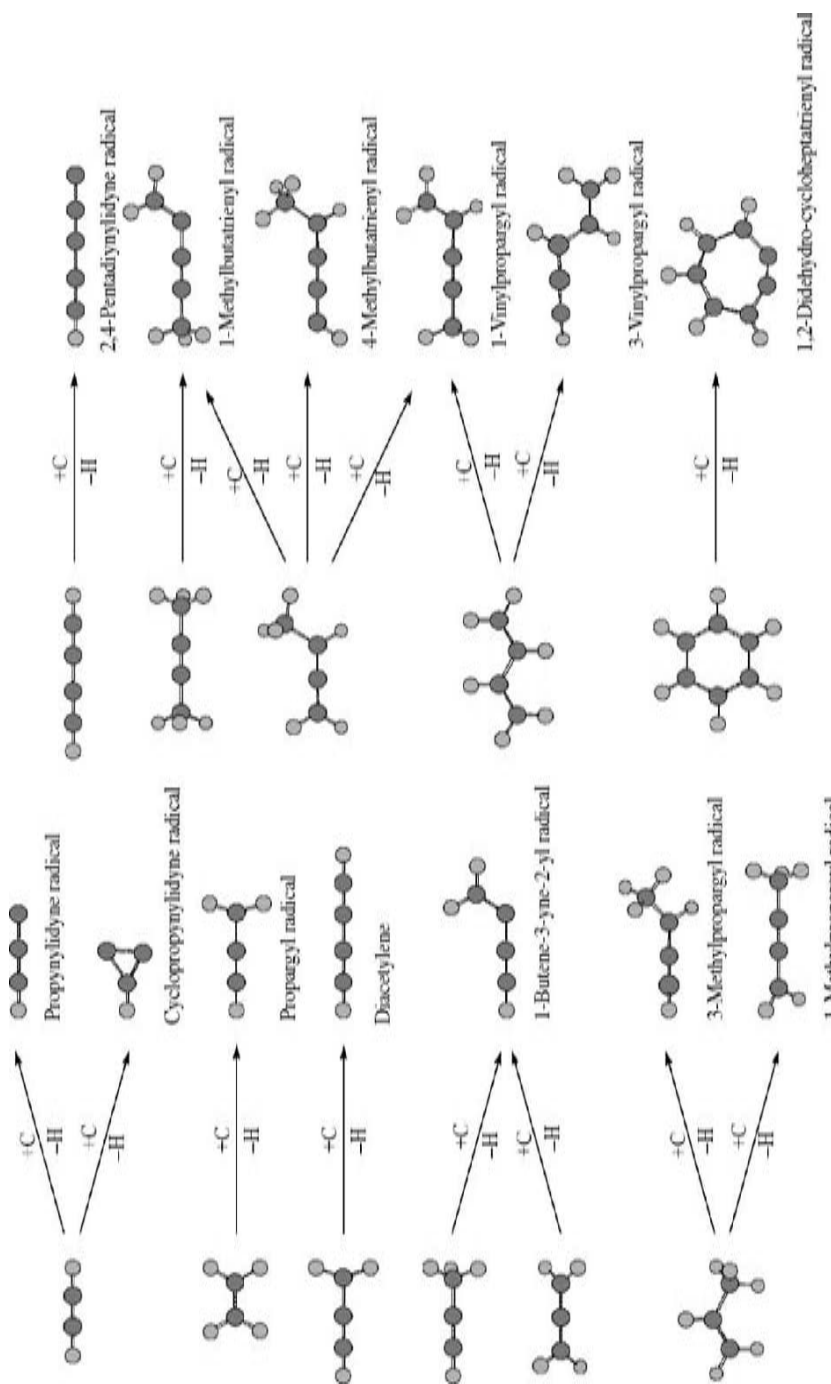 +C
–H
Propynylidyne radical
+C
–H
Cyclopropynylidyne radical
+C
–H
Propargyl radical
+C
–H
Diacetylene
+C
–H
1-Butene-3-yne-2-yl radical
+C
–H
+C
–H
3-Methylpropargyl radical
+C
–H
+C
–H
2,4-Pentadiynylidyne radical
+C
–H
1-Methylbutatrienyl radical
+C
–H
+C
–H
4-Methylbutatrienyl radical
+C
–H
1-Vinylpropargyl radical
+C
–H
+C
–H
3-Vinylpropargyl radical
+C
–H
1,2-Didehydro-cycloheptatrienyl radical